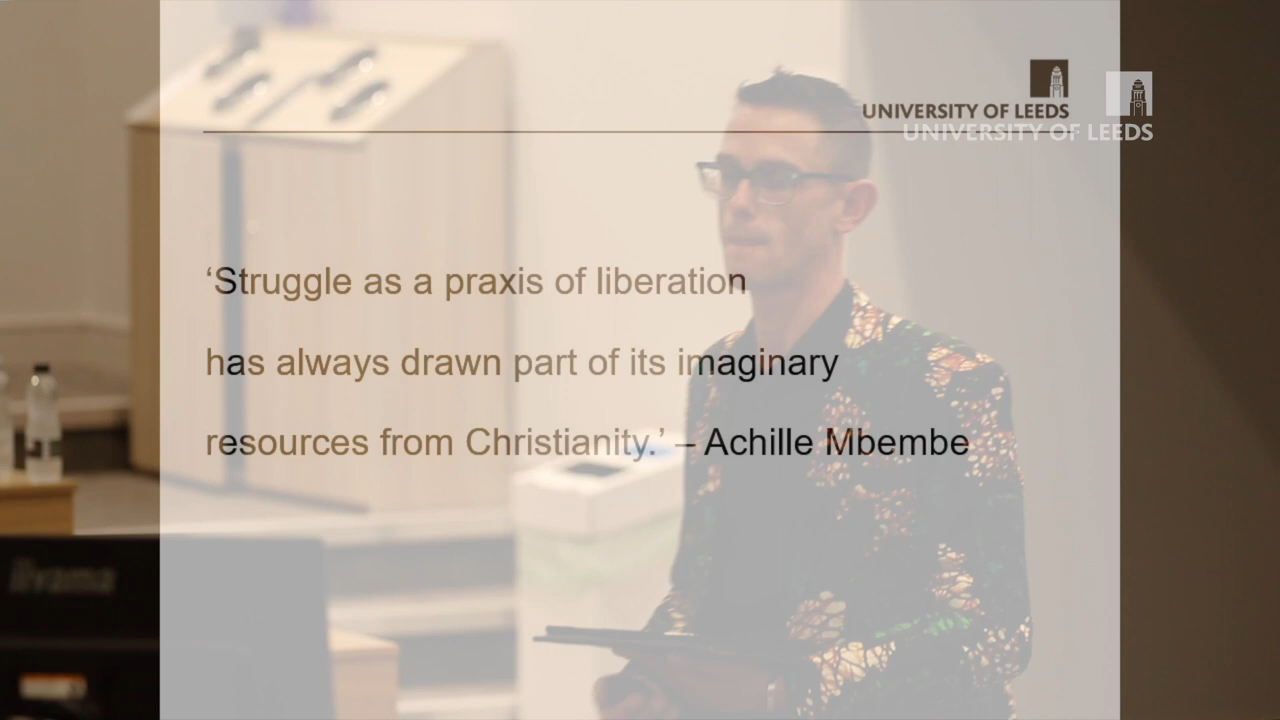 UNIVERSITY OF LEEDS
UNIVERSITY OF LEEDS
‘Struggle as a praxis of liberation
has always drawn part of its imaginary
resources from Christianity.’ – Achille Mbembe
iiyama